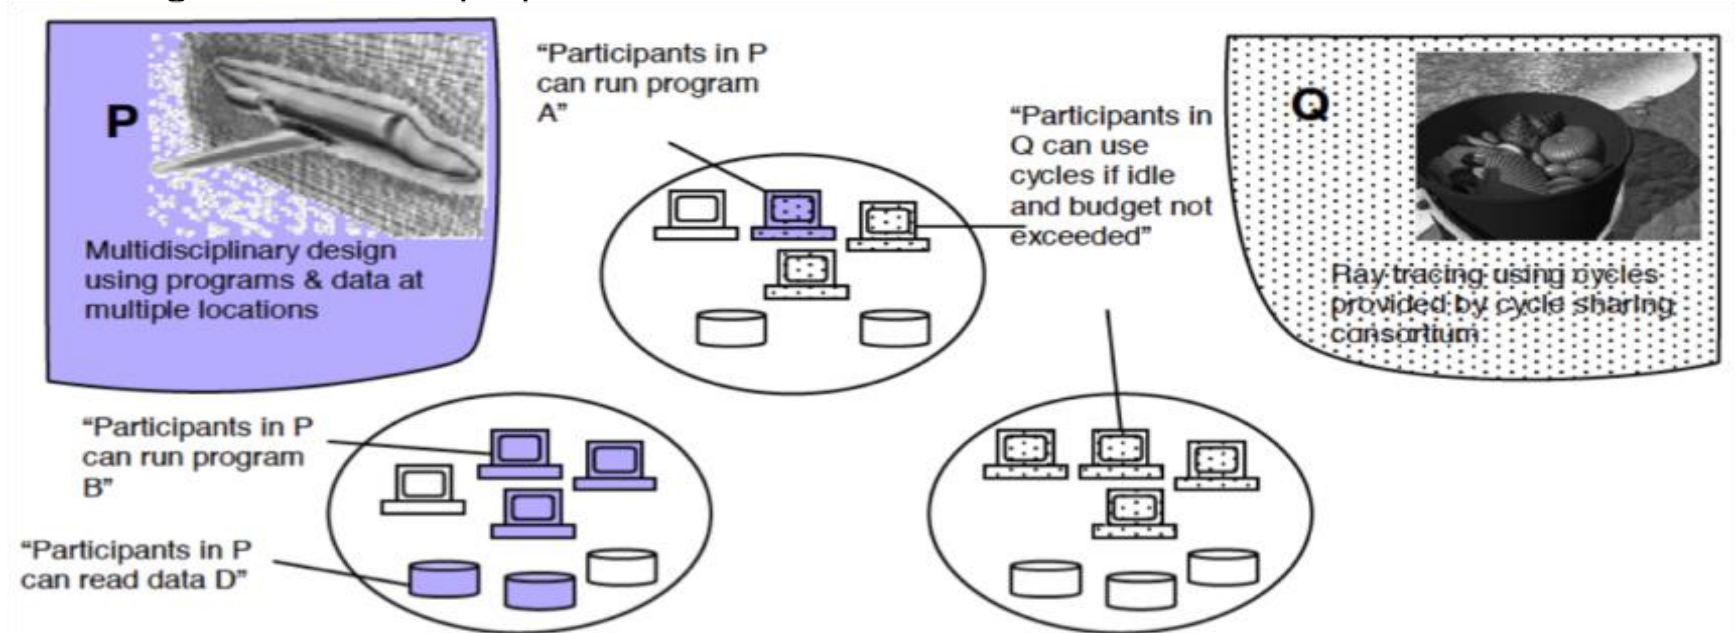 P
Multidisciplinary design
using programs & data at
multiple locations
“Participants in P
can run program
A”
“Participants in
Q can use
cycles if idle
and budget not
exceeded”
Q
Ray tracing using cycles
provided by cycle sharing
consortium
“Participants in P
can run program
B”
“Participants in P
can read data D”